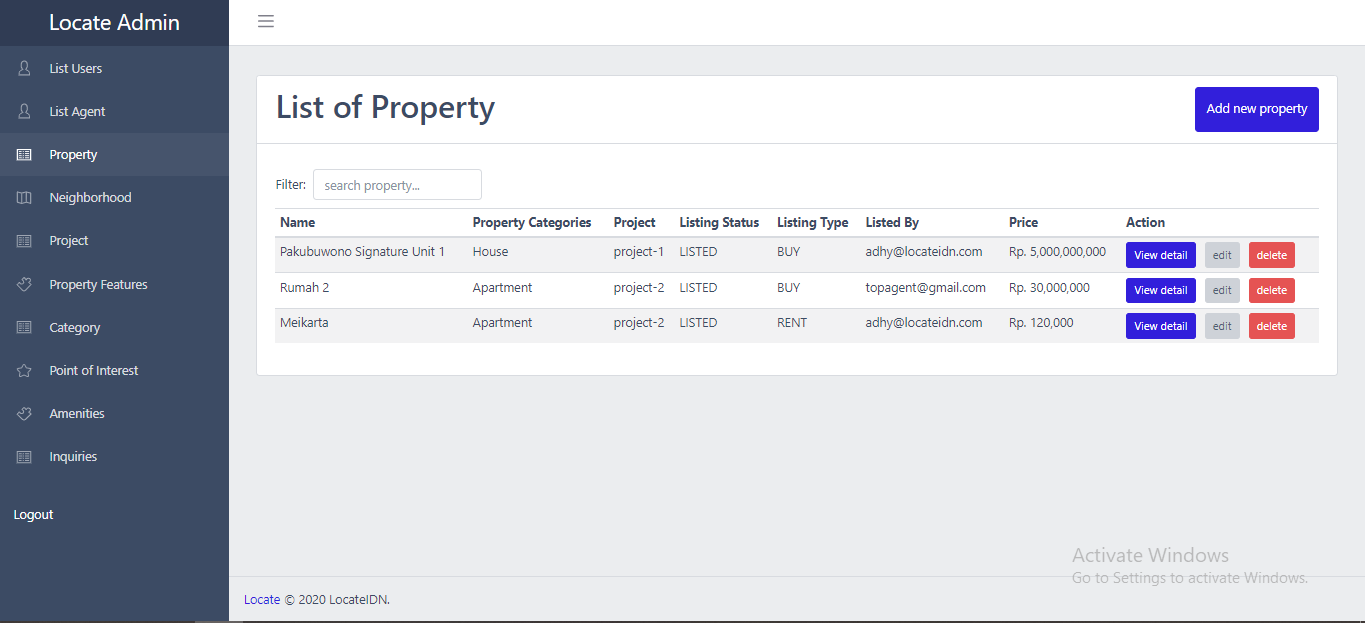 Locate Admin
List Users
List Agent
Property
Neighborhood
Project
Property Features
Category
Point of Interest
Amenities
Inquiries
Logout
List of Property
Add new property
Filter: search property...
Name Property Categories Project Listing Status Listing Type Listed By Price Action
Pakubuwono Signature Unit 1 House project-1 LISTED BUY adhy@locateidn.com Rp. 5,000,000,000 View detail edit delete
Rumah 2 Apartment project-2 LISTED BUY topagent@gmail.com Rp. 30,000,000 View detail edit delete
Meikarta Apartment project-2 LISTED RENT adhy@locateidn.com Rp. 120,000 View detail edit delete
Activate Windows
Go to Settings to activate Windows.
Locate © 2020 LocateIDN.